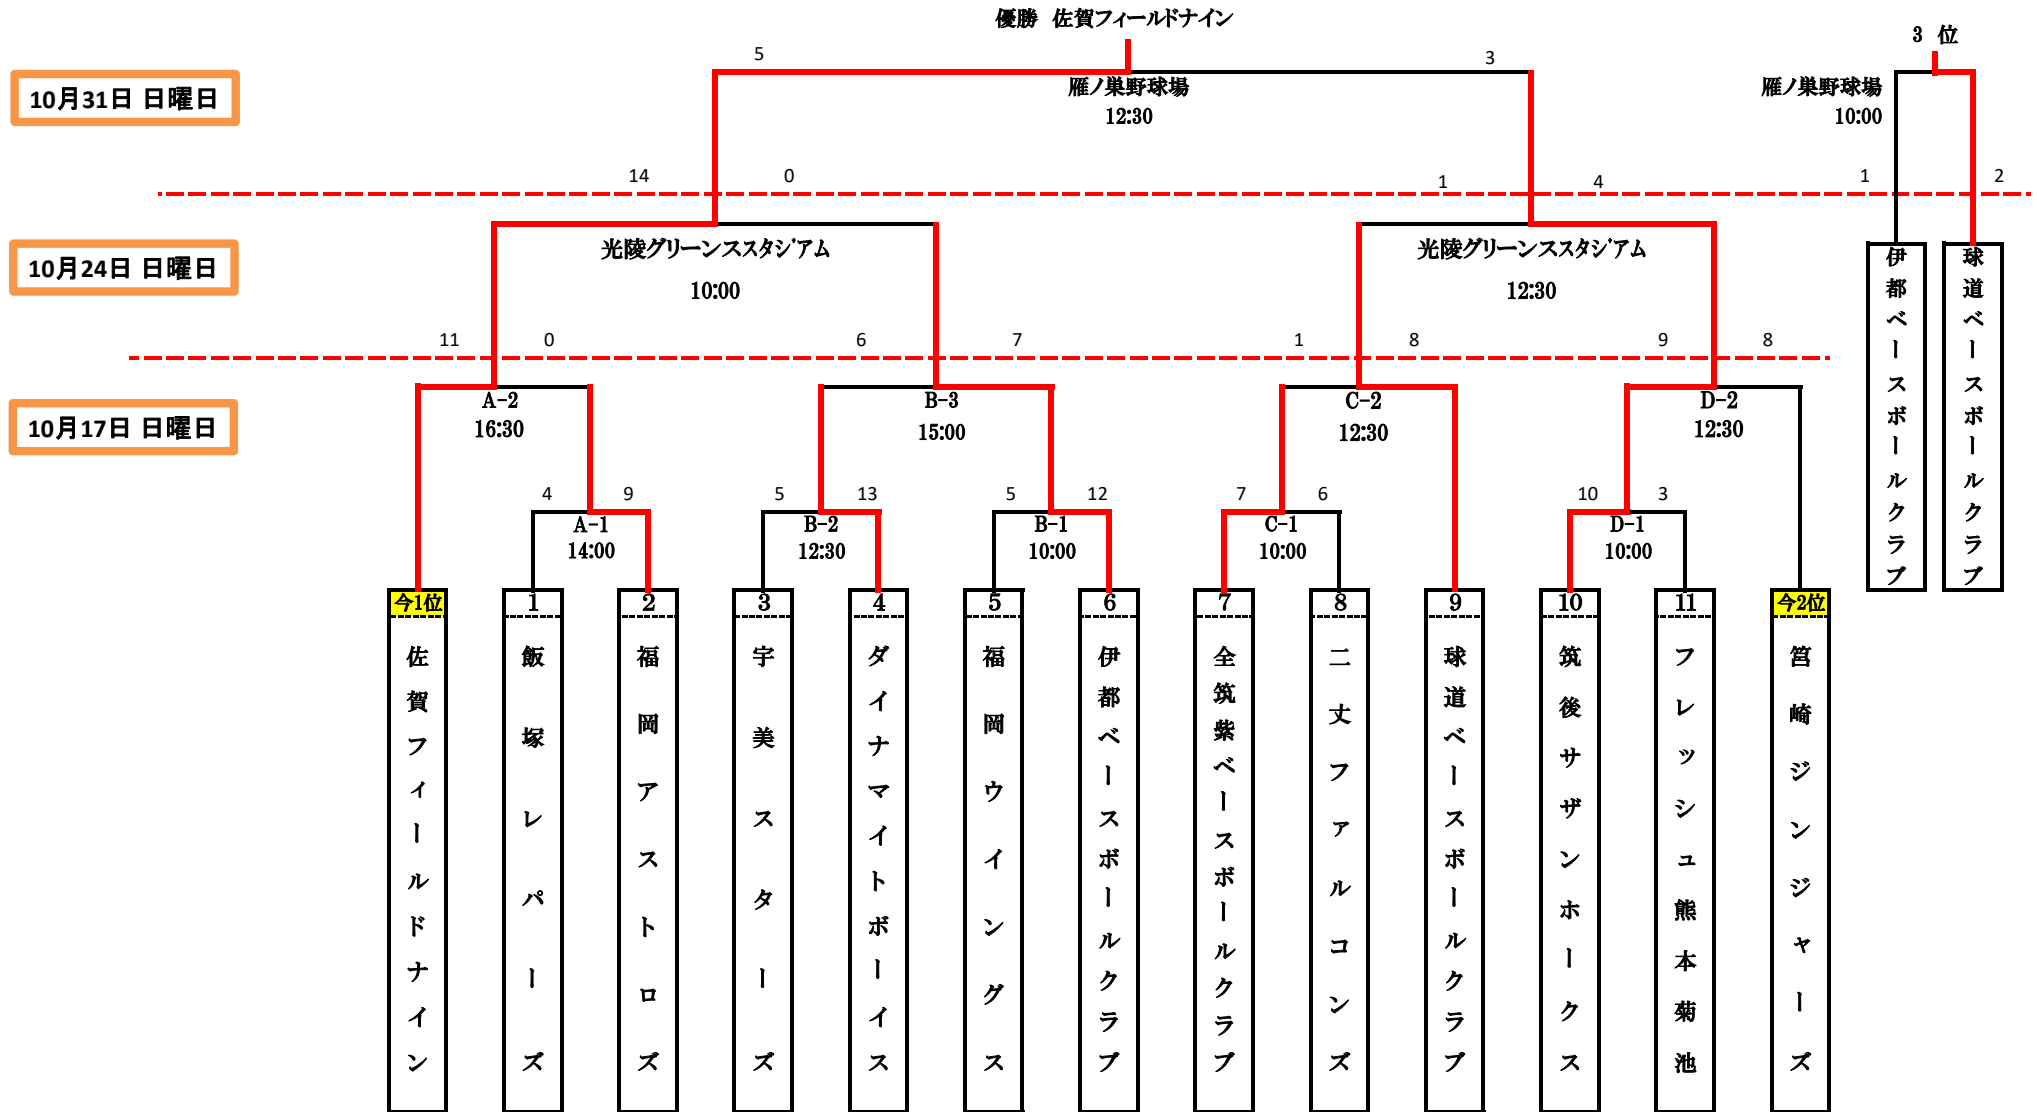 優勝 佐賀フィールドナイン
3 位
5
3
10月31日 日曜日
雁ノ巣野球場
12:30
雁ノ巣野球場
10:00
14
0
1
4
1
2
10月24日 日曜日
光陵グリーンススタジアム
10:00
光陵グリーンススタジアム
12:30
伊都ベースボールクラブ
球道ベースボールクラブ
11
0
6
7
1
8
9
8
10月17日 日曜日
A-2
16:30
B-3
15:00
C-2
12:30
D-2
12:30
4
9
5
13
5
12
7
6
10
3
A-1
14:00
B-2
12:30
B-1
10:00
C-1
10:00
D-1
10:00
今1位
佐賀フィールドナイン
1
飯塚レパーズ
2
福岡アストロズ
3
宇美スターズ
4
ダイナマイトボーイス
5
福岡ウイングス
6
伊都ベースボールクラブ
7
全筑紫ベースボールクラブ
8
二丈ファルコンズ
9
球道ベースボールクラブ
10
筑後サザンホークス
11
フレッシュ熊本菊池
今2位
宮崎ジンジャーズ